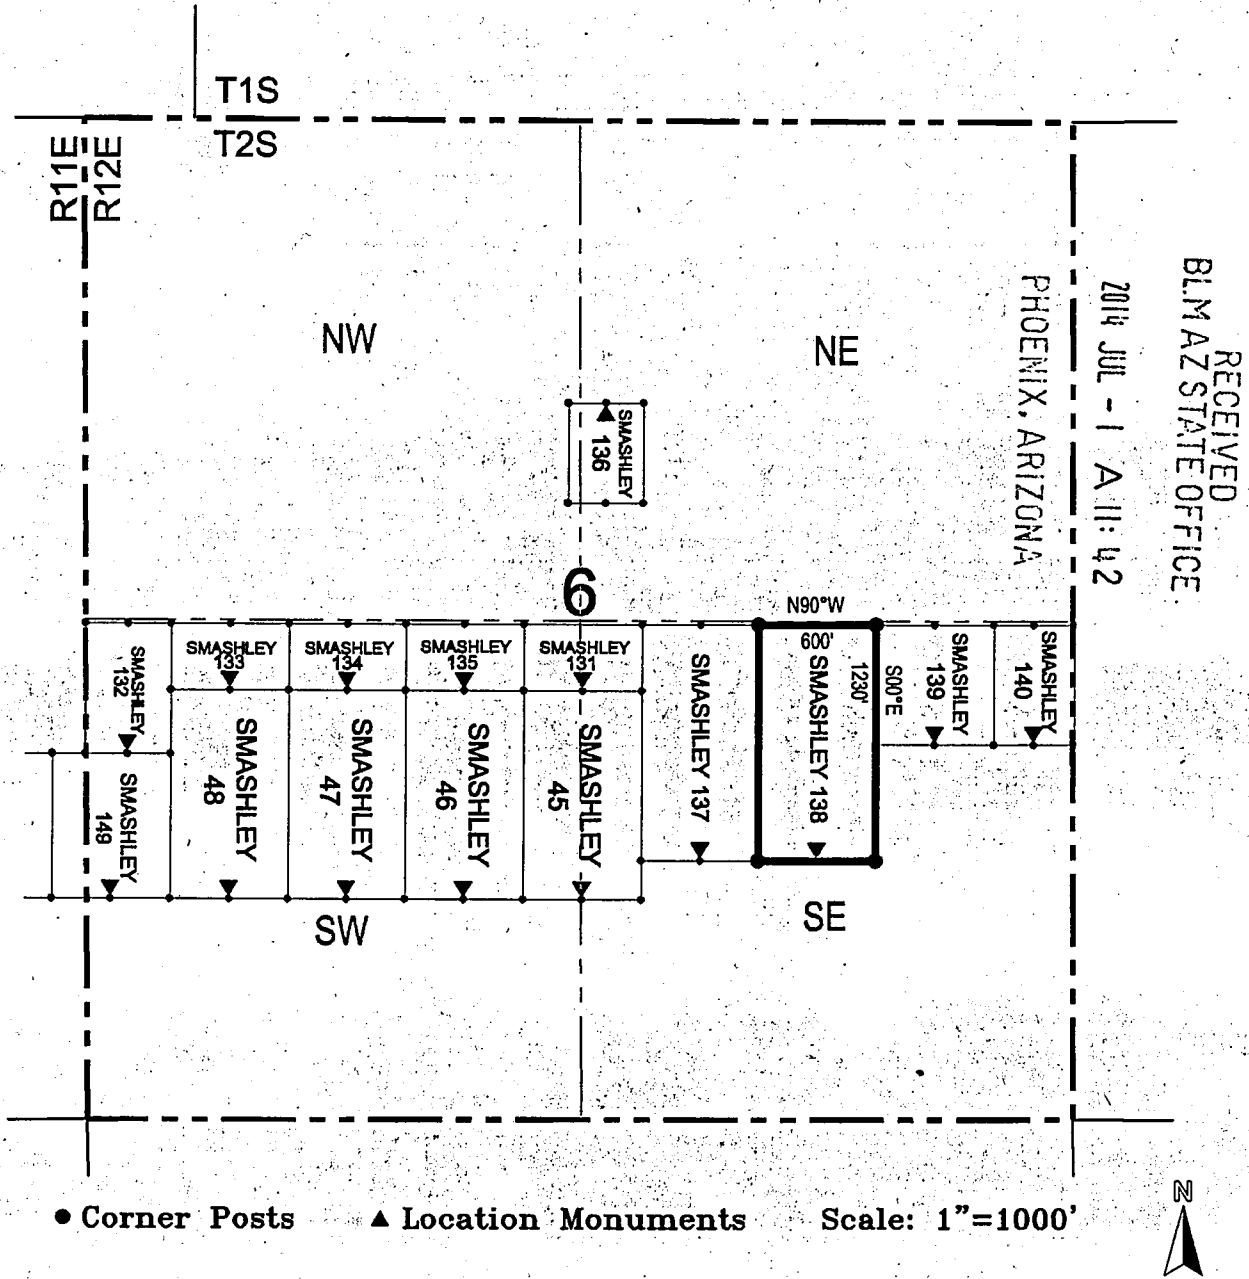 T1S
T2S
R11E
R12E
NW
NE
RECEIVED
BLM AZ STATE OFFICE
2014 JUL -1 A 11:42
PHOENIX, ARIZONA
SMASHLEY
136
6
N90°W
600'
1230'
S00°E
SMASHLEY
132
SMASHLEY
133
SMASHLEY
134
SMASHLEY
135
SMASHLEY
131
SMASHLEY 137
SMASHLEY 138
SMASHLEY
139
SMASHLEY
140
SMASHLEY
149
SMASHLEY
48
SMASHLEY
47
SMASHLEY
46
SMASHLEY
45
SW
SE
Corner Posts
Location Monuments
Scale: 1"=1000'
N